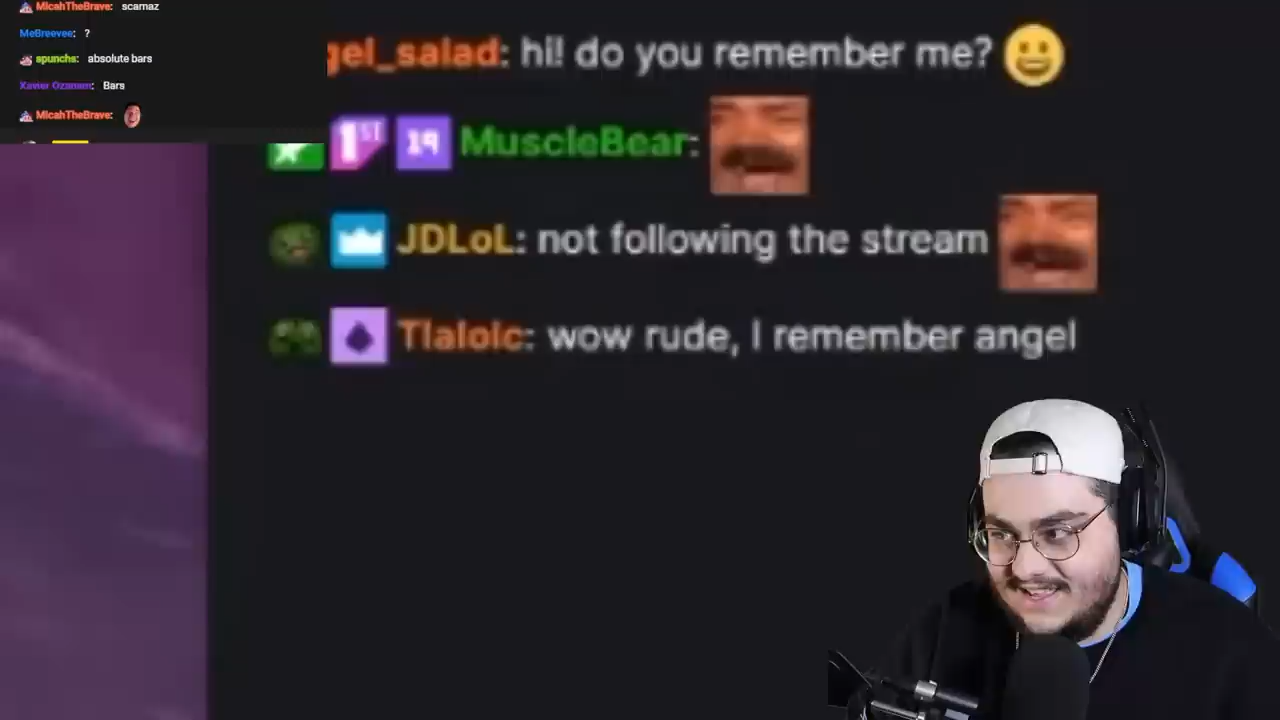 MicahTheBrave: scamaz
MeBreevee: ?
spunchs: absolute bars
Xavier Ozanam: Bars
MicahTheBrave:
gel_salad: hi! do you remember me?
1ST 19 MuscleBear:
JDLoL: not following the stream
Tlaloic: wow rude, I remember angel